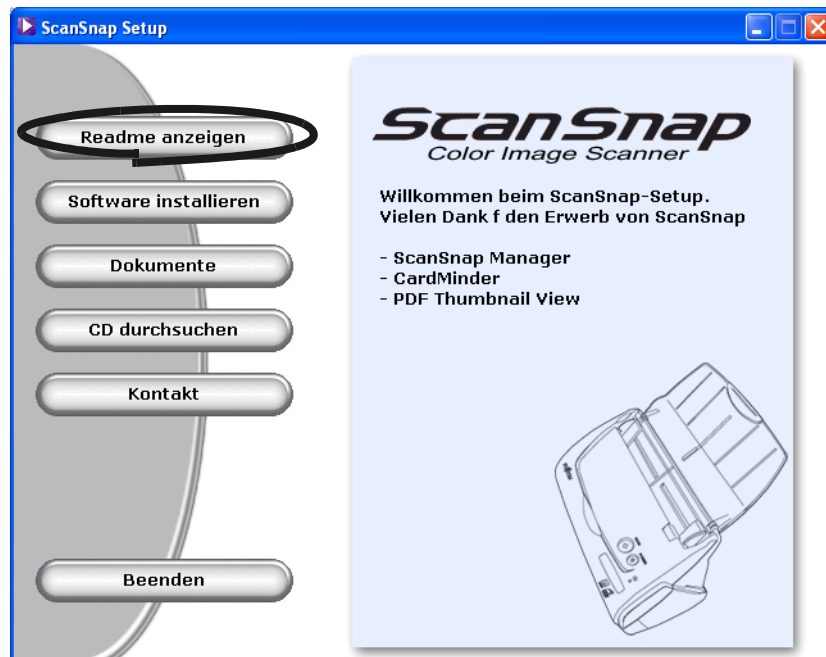 ScanSnap Setup
Readme anzeigen
Software installieren
Dokumente
CD durchsuchen
Kontakt
Beenden
ScanSnap
Color Image Scanner
Willkommen beim ScanSnap-Setup.
Vielen Dank f den Erwerb von ScanSnap
- ScanSnap Manager
- CardMinder
- PDF Thumbnail View